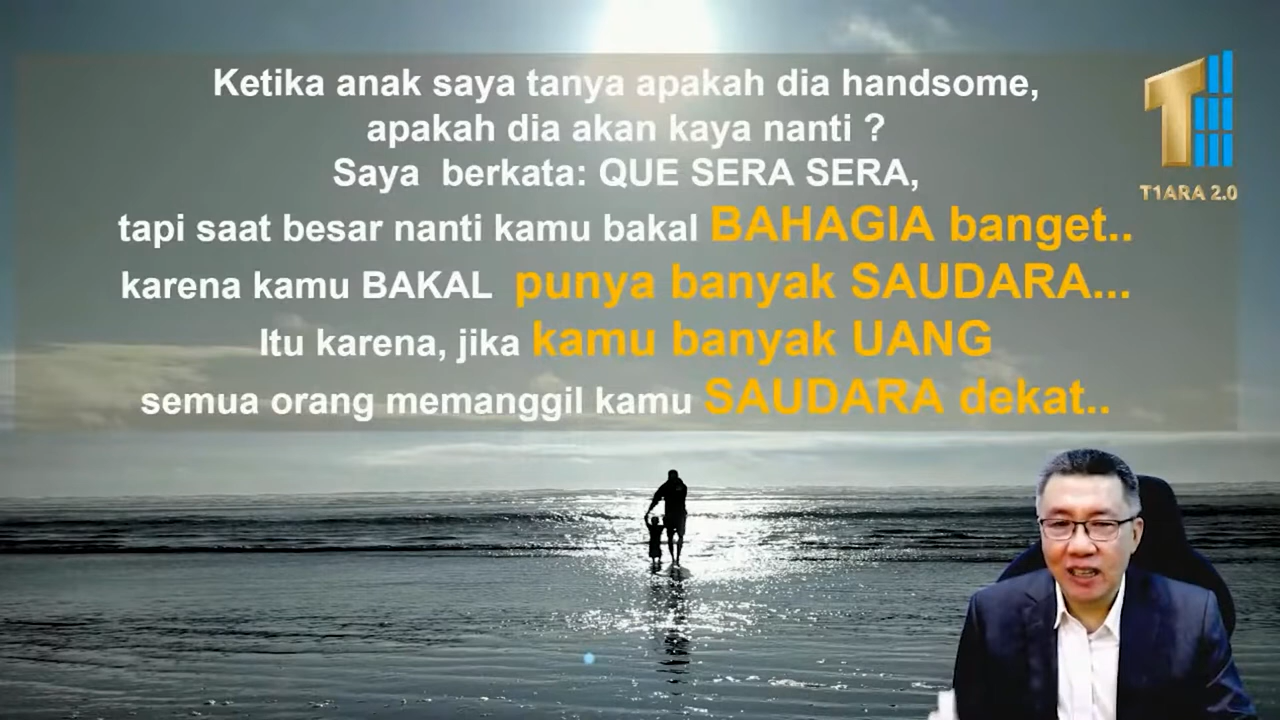 Ketika anak saya tanya apakah dia handsome,
apakah dia akan kaya nanti ?
Saya berkata: QUE SERA SERA,
tapi saat besar nanti kamu bakal BAHAGIA banget..
karena kamu BAKAL punya banyak SAUDARA...
Itu karena, jika kamu banyak UANG
semua orang memanggil kamu SAUDARA dekat..
T1ARA 2.0